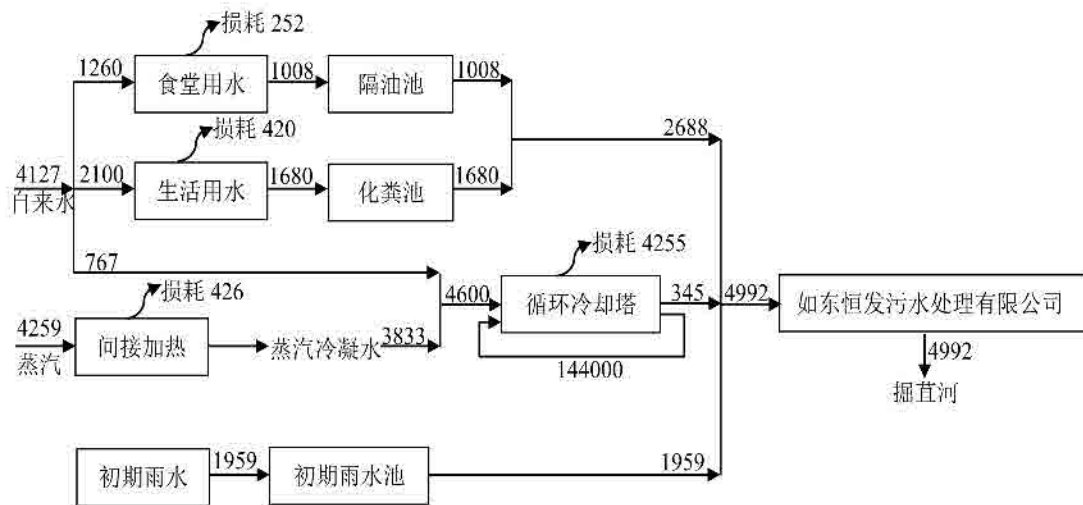 损耗 252
1260
食堂用水
1008
隔油池
1008
损耗 420
2688
4127
自来水
2100
生活用水
1680
化粪池
1680
767
损耗 4255
损耗 426
4600
循环冷却塔
345
4992
如东恒发污水处理有限公司
4259
蒸汽
间接加热
蒸汽冷凝水
3833
144000
4992
掘苴河
初期雨水
1959
初期雨水池
1959